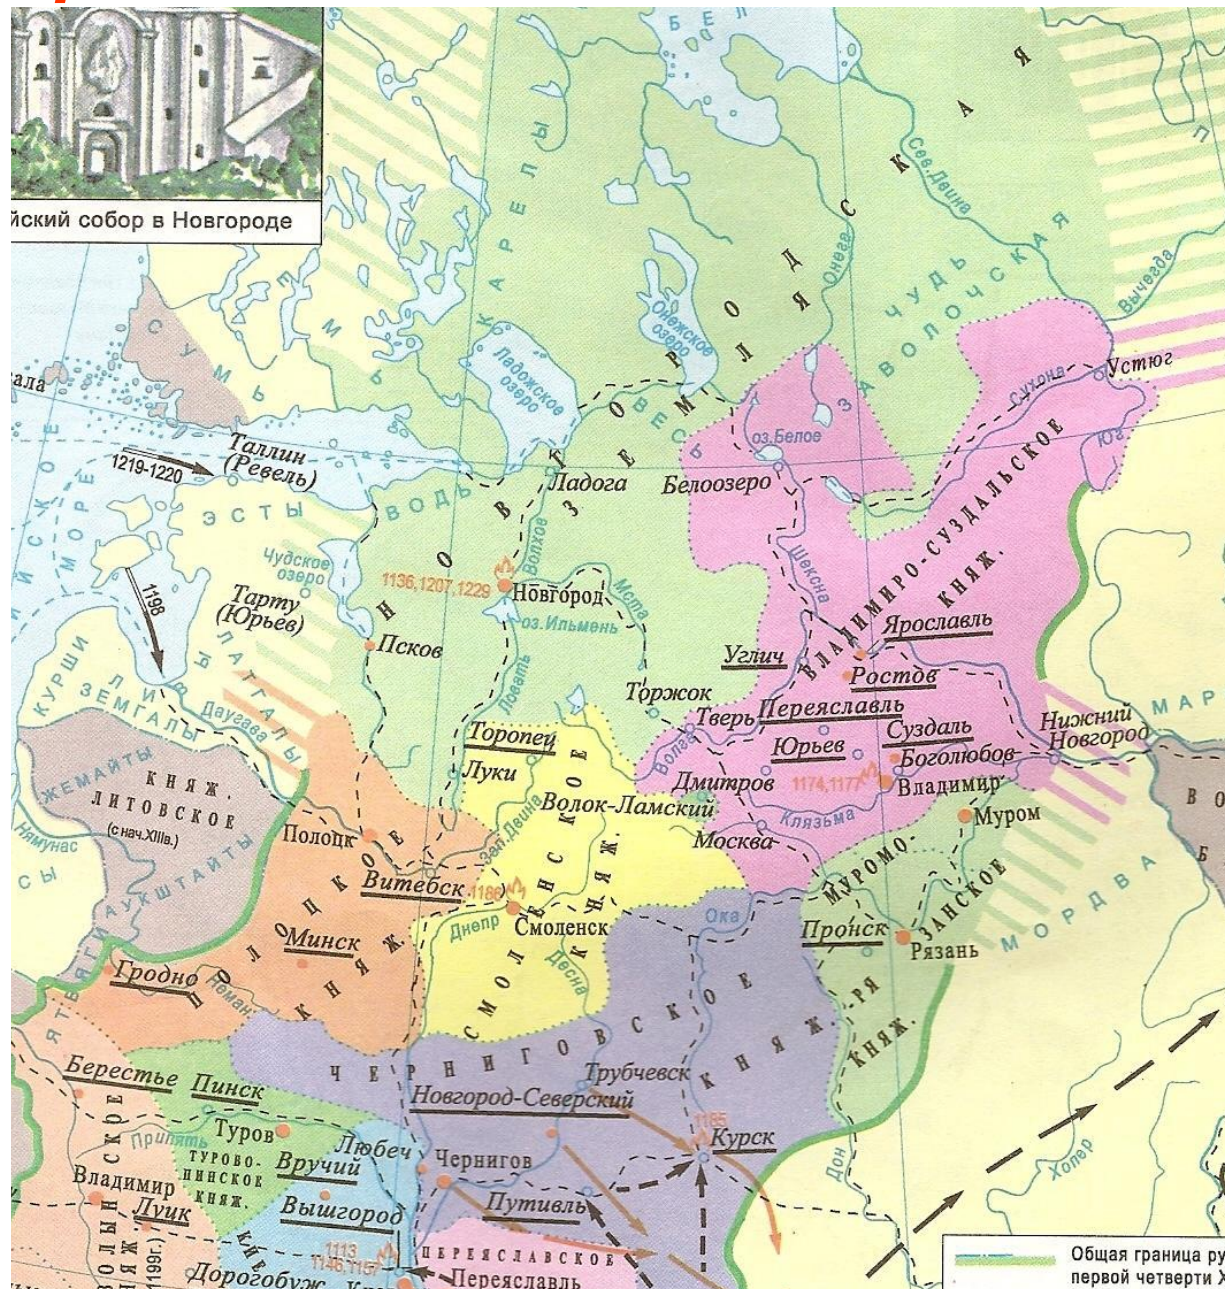 йский собор в Новгороде
БЕЛ
КАРЕЛЫ
НОВГОРОДСКАЯ
ЗЕМЛЯ
Сев.Двина
Онега
ЧУДЬ
ЗАВОЛОЧСКАЯ
Вычегда
Онежское
озеро
Ладожское
озеро
СУМЬ
ЕМЬ
ВЕСЬ
Сухона
Устюг
Юг
оз.Белое
Белоозеро
Ладога
Таллин
(Ревель)
1219-1220
МОРЕ
ЭСТЫ
ВОДЬ
Волхов
Чудское
озеро
1136,1207,1229
Новгород
Мста
оз.Ильмень
Тарту
(Юрьев)
1198
Псков
Ловать
Шексна
ВЛАДИМИРО-СУЗДАЛЬСКОЕ
КНЯЖ.
Ярославль
Углич
Ростов
КУРШИ
ЛИВЫ
ЗЕМГАЛЫ
ЛАТГАЛЫ
Даугава
Торжок
Тверь
Переяславль
Волга
Юрьев
Суздаль
Боголюбов
Нижний
Новгород
МАР
Торопец
Луки
Дмитров
1174,1177
Владимир
Волок-Ламский
Клязьма
Москва
Муром
ЖЕМАЙТЫ
КНЯЖ.
ЛИТОВСКОЕ
(с нач.XIIIв.)
Нямунас
АУКШТАЙТЫ
Полоцк
Зап.Двина
Витебск
1186
Смоленск
Днепр
Десна
СМОЛЕНСКОЕ
КНЯЖ.
ПОЛОЦКОЕ
КНЯЖ.
Минск
Гродно
Неман
ЯТВЯГИ
Ока
МУРОМО-
РЯЗАНСКОЕ
КНЯЖ.
Пронск
Рязань
МОРДВА
ЧЕРНИГОВСКОЕ
КНЯЖ.
Берестье
Пинск
Трубчевск
Новгород-Северский
Припять
Туров
ТУРОВО-
ПИНСКОЕ
КНЯЖ.
Любеч
Вручий
Чернигов
1185
Курск
Дон
Хопер
Владимир
Луцк
Вышгород
Путивль
1113
1146,1157
Дорогобуж
ПЕРЕЯСЛАВСКОЕ
Переяславль
1199г.)
Общая граница ру
первой четверти X